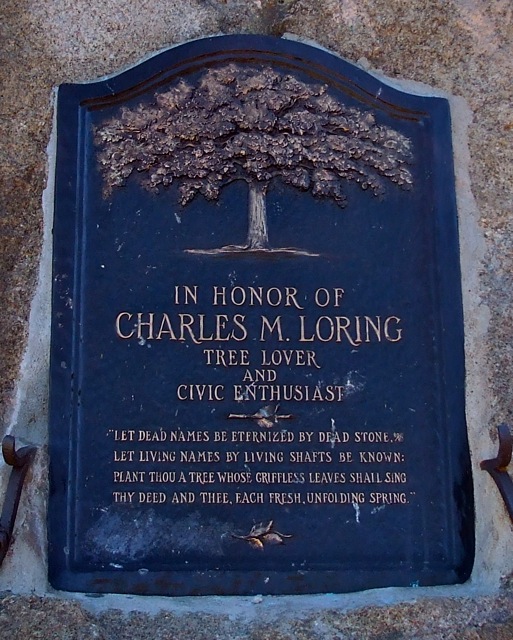 IN HONOR OF
CHARLES M. LORING
TREE LOVER
AND
CIVIC ENTHUSIAST
"LET DEAD NAMES BE ETERNIZED BY DEAD STONE,
LET LIVING NAMES BY LIVING SHAFTS BE KNOWN:
PLANT THOU A TREE WHOSE GRIEFLESS LEAVES SHALL SING
THY DEED AND THEE, EACH FRESH, UNFOLDING SPRING."